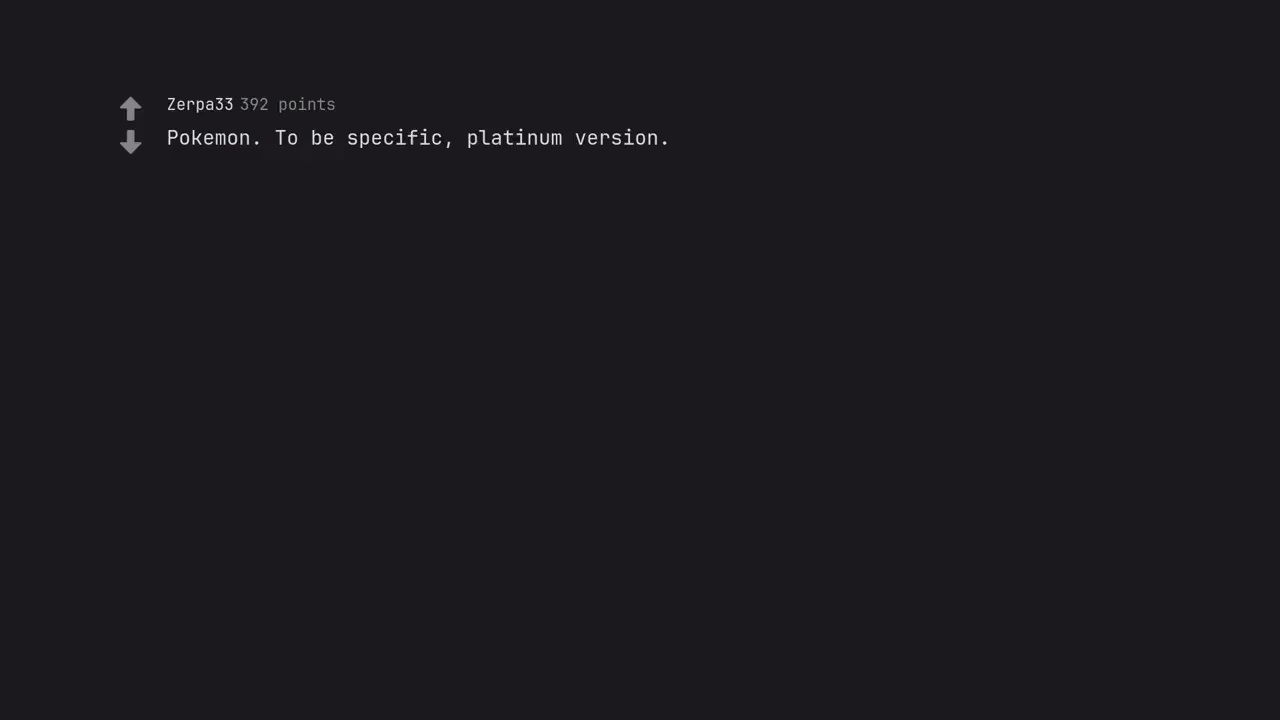 Zerpa33 392 points
Pokemon. To be specific, platinum version.